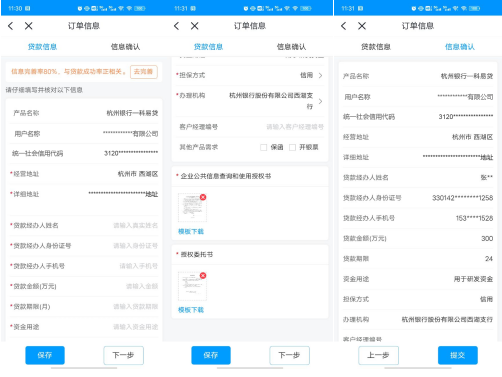 11:30
订单信息
贷款信息
信息确认
信息完善率80%，与贷款成功率正相关。
去完善
请仔细填写并核对以下信息
产品名称
杭州银行—科易贷
用户名称
************有限公司
统一社会信用代码
3120****************
*经营地址
杭州市 西湖区
*详细地址
**********************地址
*贷款经办人姓名
请输入真实姓名
*贷款经办人身份证号
请输入身份证号
*贷款经办人手机号
请输入手机号
*贷款金额(万元)
请输入金额
*贷款期限(月)
请输入贷款期限
*资金用途
请输入资金用途
保存
下一步
11:31
订单信息
贷款信息
信息确认
*担保方式
信用
*办理机构
杭州银行股份有限公司西湖支
行
客户经理编号
请输入客户经理编号
其他产品需求
保函
开银票
*企业公共信息查询和使用授权书
模板下载
*授权委托书
模板下载
保存
下一步
11:31
订单信息
贷款信息
信息确认
产品名称
杭州银行—科易贷
用户名称
************有限公司
统一社会信用代码
3120****************
经营地址
杭州市 西湖区
详细地址
**********************地址
贷款经办人姓名
张**
贷款经办人身份证号
330142********1258
贷款经办人手机号
153****1528
贷款金额(万元)
300
贷款期限
24
资金用途
用于研发资金
担保方式
信用
办理机构
杭州银行股份有限公司西湖支行
客户经理编号
上一步
提交